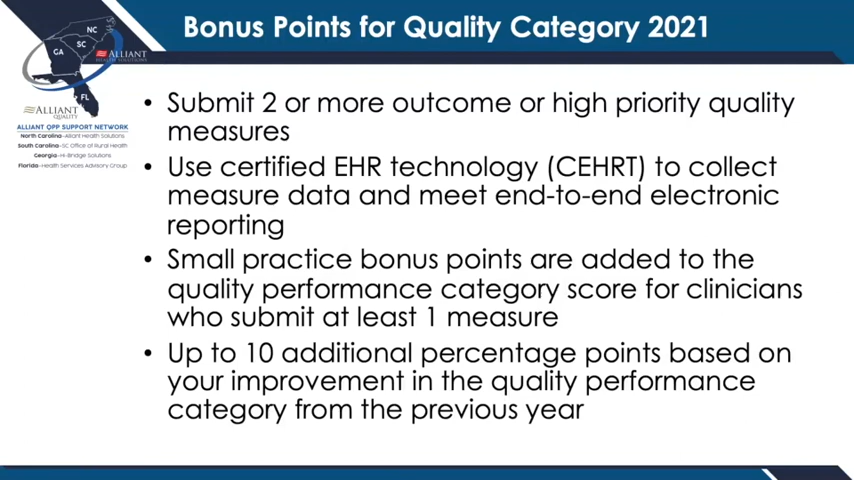 Bonus Points for Quality Category 2021
NC
SC
GA
FL
ALLIANT
HEALTH SOLUTIONS
ALLIANT
QUALITY
ALLIANT QPP SUPPORT NETWORK
North Carolina-Alliant Health Solutions
South Carolina-SC Office of Rural Health
Georgia-Hi-Bridge Solutions
Florida-Health Services Advisory Group
• Submit 2 or more outcome or high priority quality
measures
• Use certified EHR technology (CEHRT) to collect
measure data and meet end-to-end electronic
reporting
• Small practice bonus points are added to the
quality performance category score for clinicians
who submit at least 1 measure
• Up to 10 additional percentage points based on
your improvement in the quality performance
category from the previous year